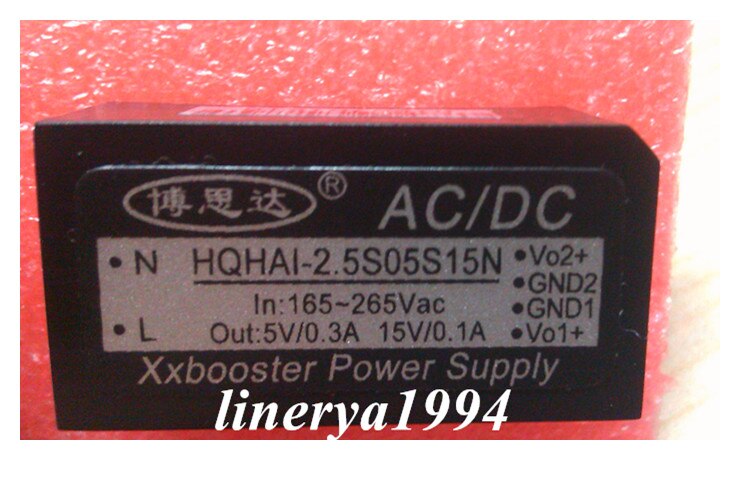 博思达® AC/DC
• N HQHAI-2.5S05S15N • Vo2+
• GND2
In:165~265Vac • GND1
• L Out:5V/0.3A 15V/0.1A • Vo1+
Xxbooster Power Supply
linerya1994